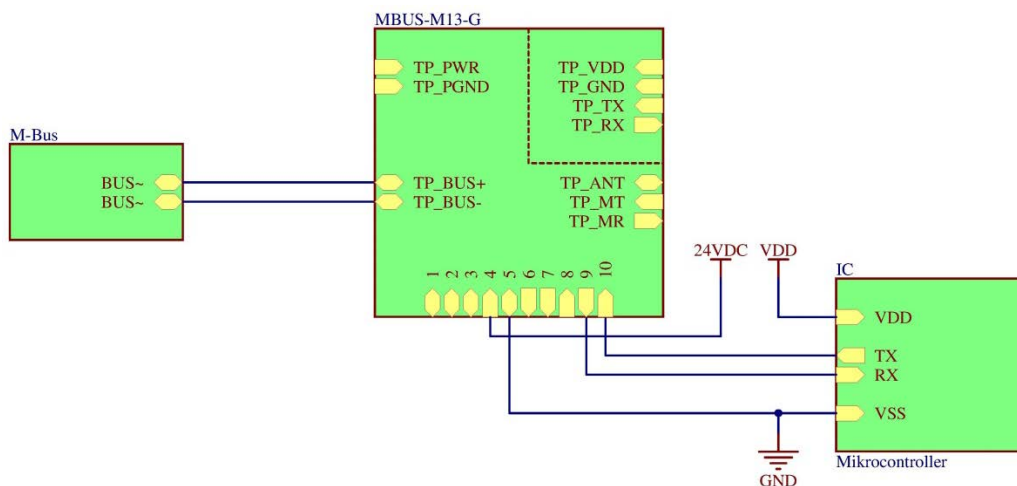 MBUS-M13-G
TP_PWR
TP_PGND
TP_VDD
TP_GND
TP_TX
TP_RX
M-Bus
BUS~
BUS~
TP_BUS+
TP_BUS-
TP_ANT
TP_MT
TP_MR
1 2 3 4 5 6 7 8 9 10
24VDC
VDD
IC
VDD
TX
RX
VSS
Mikrocontroller
GND